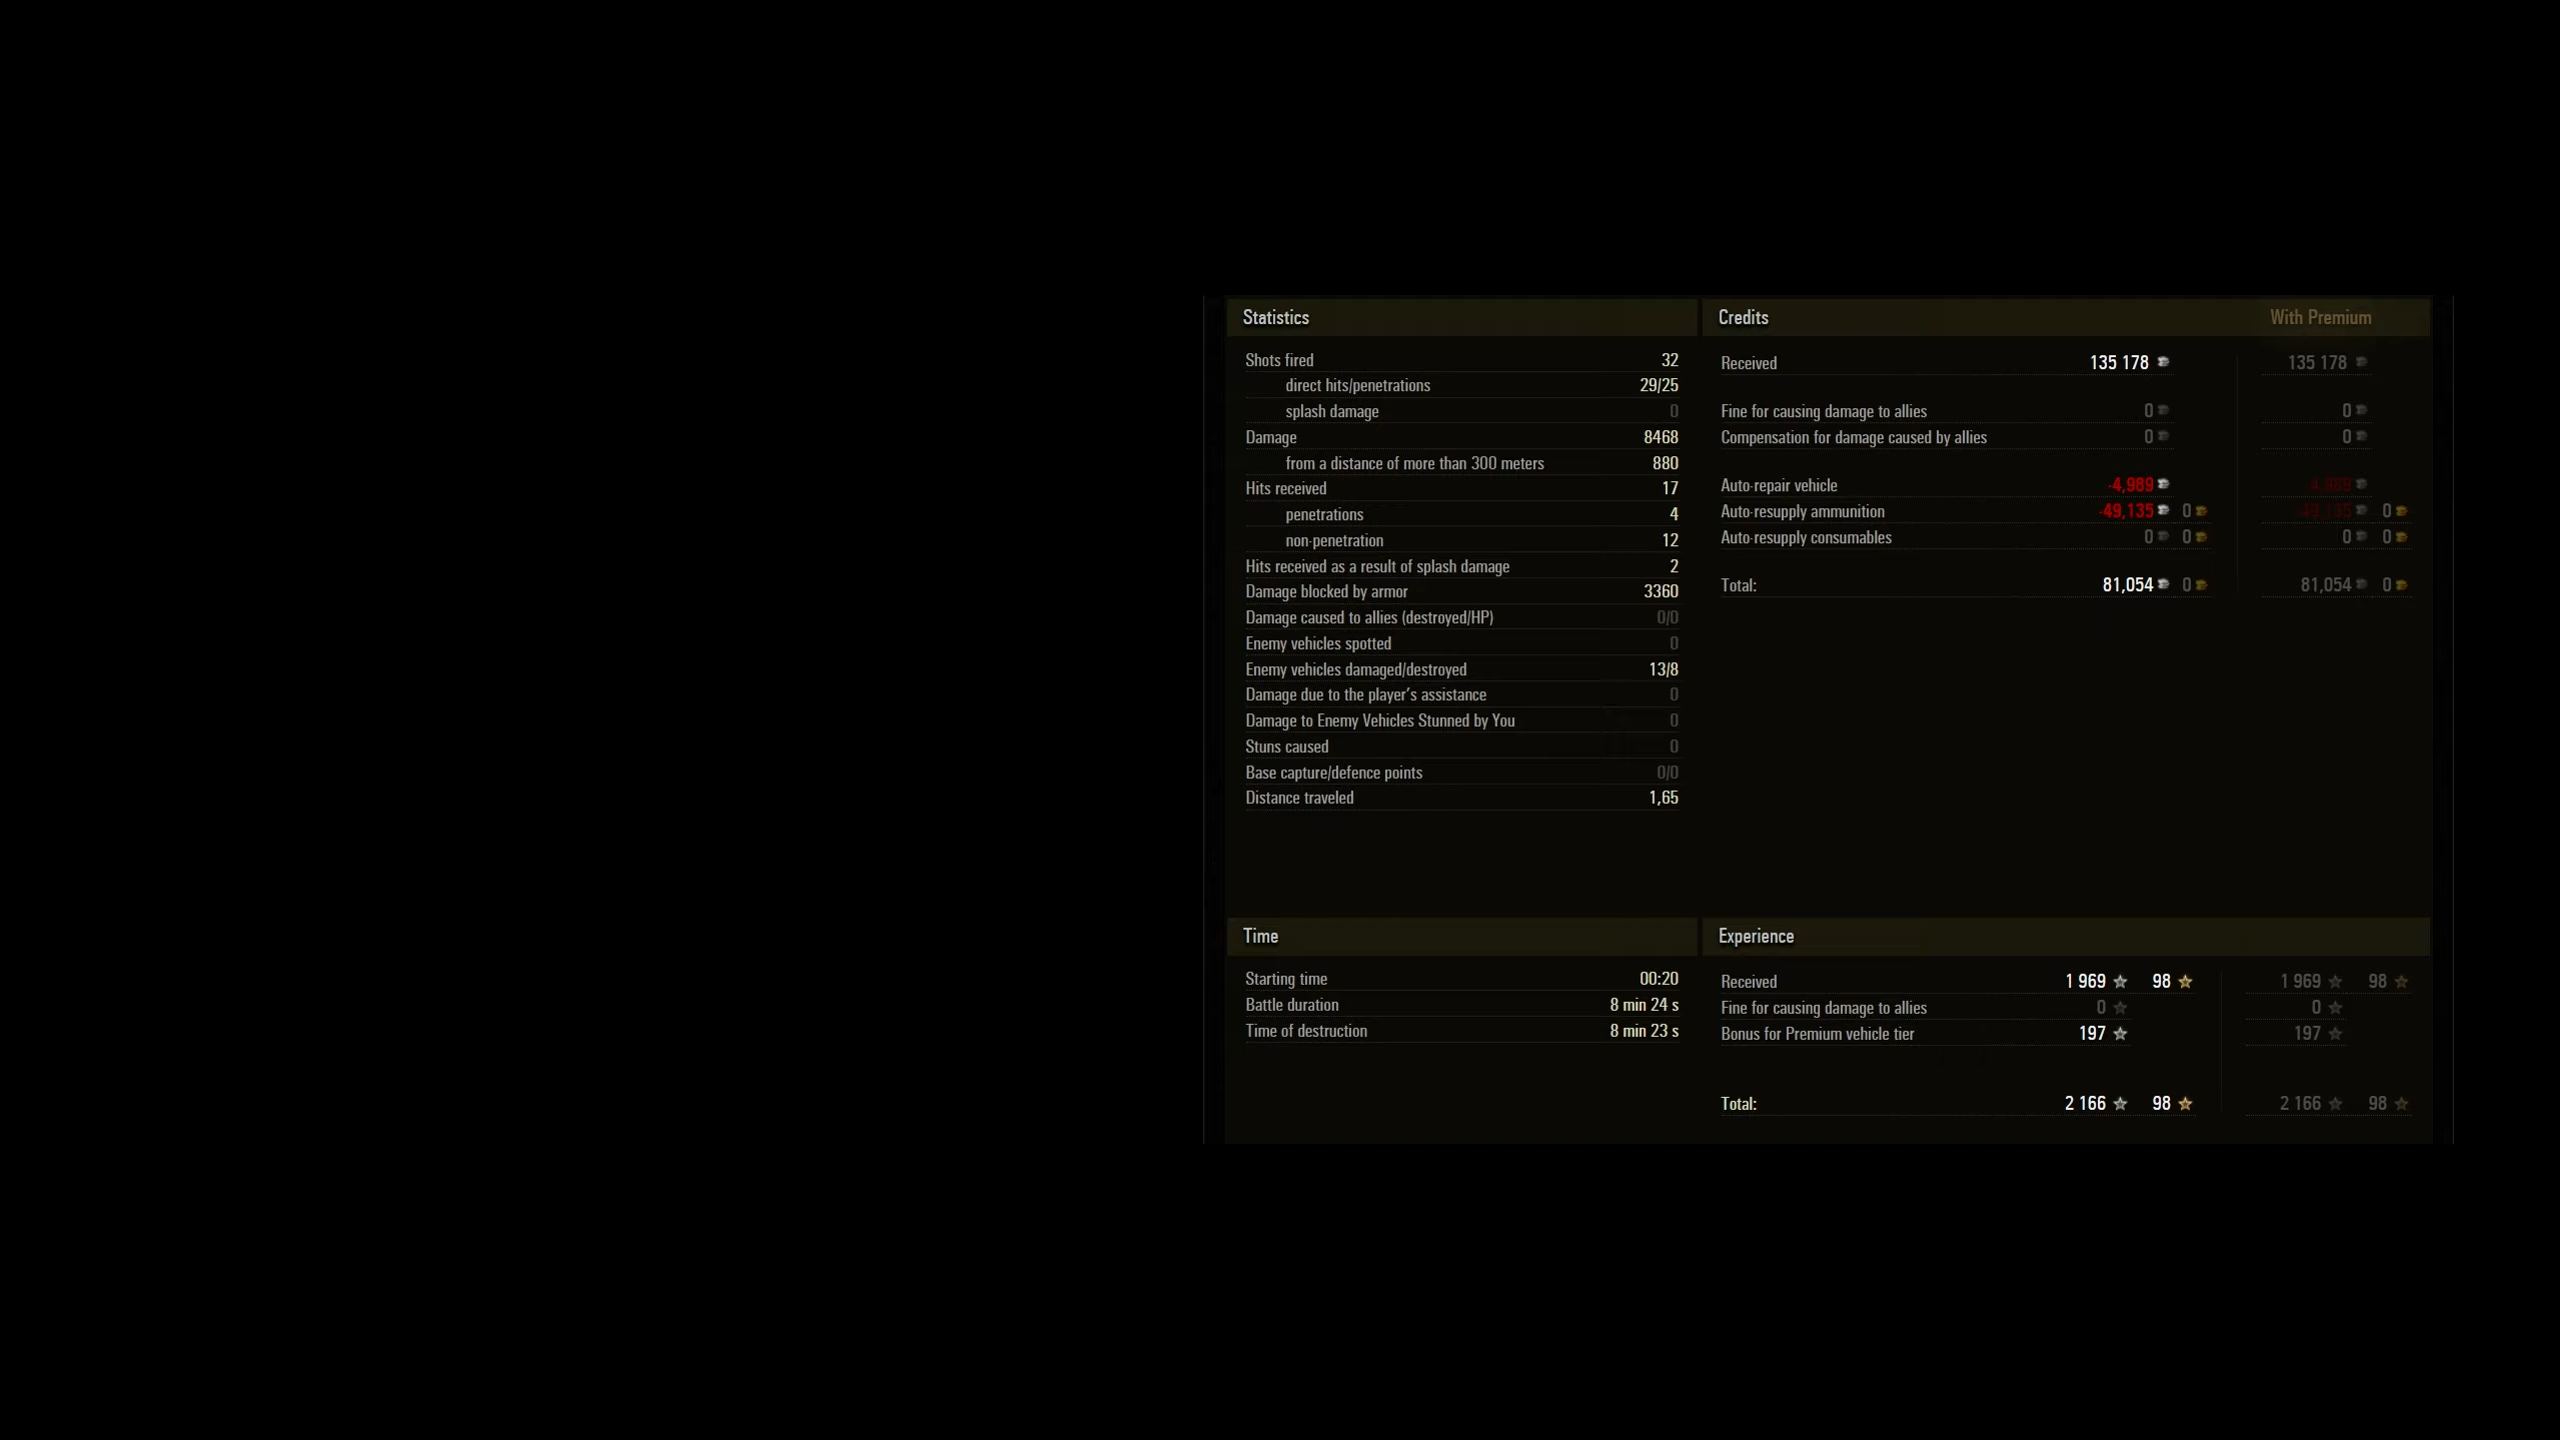 Statistics
Shots fired 32
direct hits/penetrations 29/25
splash damage 0
Damage 8468
from a distance of more than 300 meters 880
Hits received 17
penetrations 4
non-penetration 12
Hits received as a result of splash damage 2
Damage blocked by armor 3360
Damage caused to allies (destroyed/HP) 0/0
Enemy vehicles spotted 0
Enemy vehicles damaged/destroyed 13/8
Damage due to the player's assistance 0
Damage to Enemy Vehicles Stunned by You 0
Stuns caused 0
Base capture/defence points 0/0
Distance traveled 1,65
Credits With Premium
Received 135 178 135 178
Fine for causing damage to allies 0 0
Compensation for damage caused by allies 0 0
Auto-repair vehicle -4,989 -4,989
Auto-resupply ammunition -49,135 0 -49,135 0
Auto-resupply consumables 0 0 0 0
Total: 81,054 0 81,054 0
Time
Starting time 00:20
Battle duration 8 min 24 s
Time of destruction 8 min 23 s
Experience
Received 1 969 98 1 969 98
Fine for causing damage to allies 0 0
Bonus for Premium vehicle tier 197 197
Total: 2 166 98 2 166 98